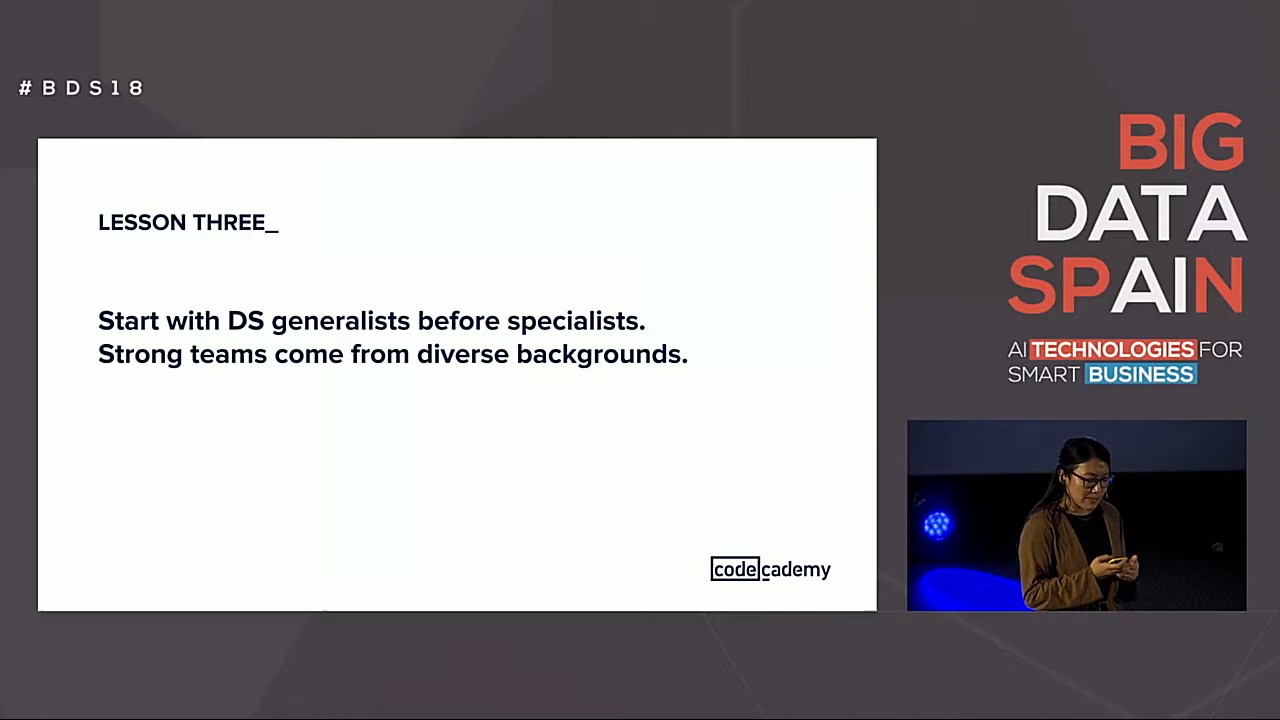 #BDS18
LESSON THREE_
Start with DS generalists before specialists.
Strong teams come from diverse backgrounds.
codecademy
BIG
DATA
SPAIN
AI TECHNOLOGIES FOR
SMART BUSINESS